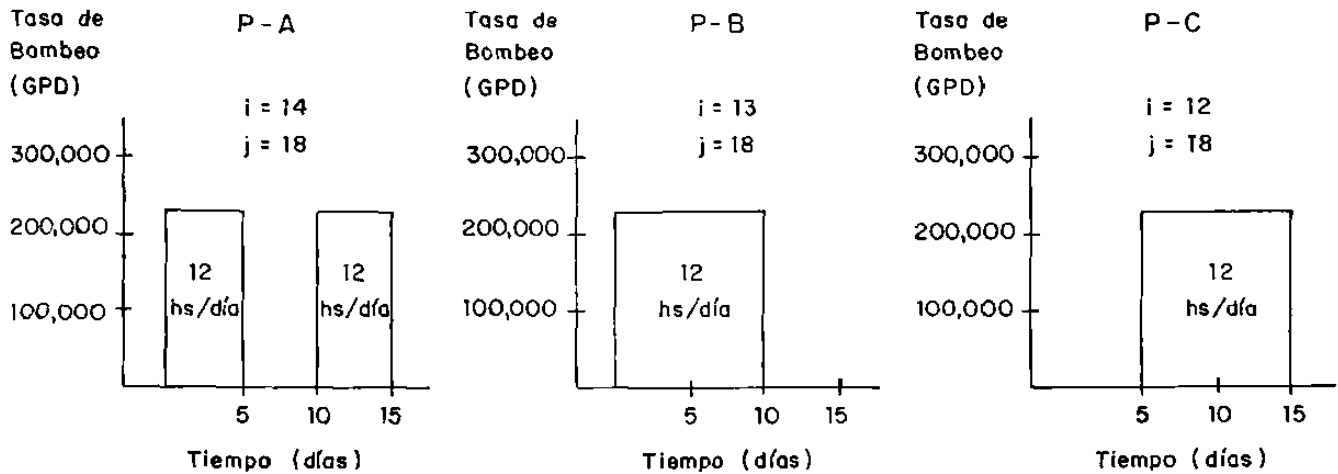 Tasa de
Bombeo
(GPD)
P-A
i = 14
j = 18
300,000
200,000
100,000
12
hs/día
12
hs/día
5
10
15
Tiempo (días)
Tasa de
Bombeo
(GPD)
P-B
i = 13
j = 18
300,000
200,000
100,000
12
hs/día
5
10
15
Tiempo (días)
Tasa de
Bombeo
(GPD)
P-C
i = 12
j = 18
300,000
200,000
100,000
12
hs/día
5
10
15
Tiempo (días)